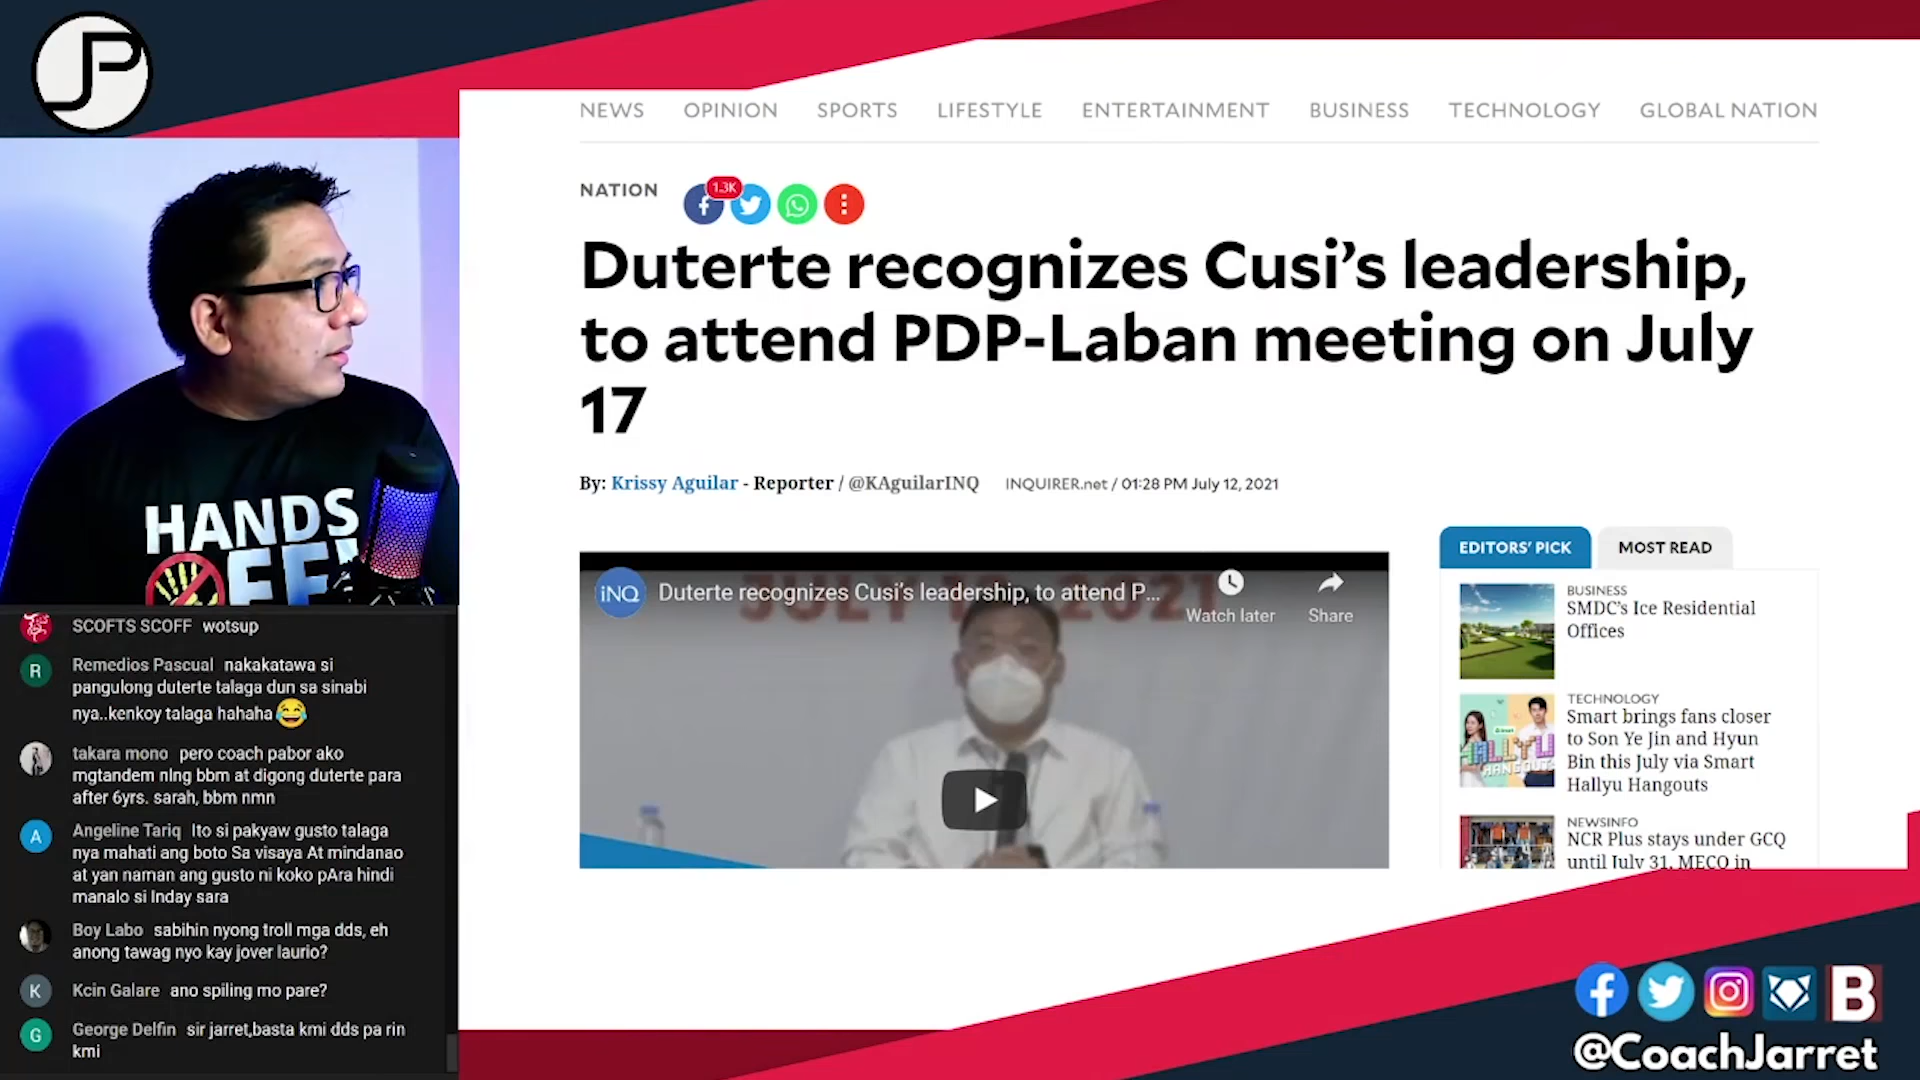 JP
NEWS OPINION SPORTS LIFESTYLE ENTERTAINMENT BUSINESS TECHNOLOGY GLOBAL NATION
NATION
1.3K
Duterte recognizes Cusi’s leadership,
to attend PDP-Laban meeting on July
17
By: Krissy Aguilar - Reporter / @KAguilarINQ INQUIRER.net / 01:28 PM July 12, 2021
HANDS
OFF!
iNQ Duterte recognizes Cusi’s leadership, to attend P...
Watch later
Share
EDITORS’ PICK
MOST READ
BUSINESS
SMDC’s Ice Residential
Offices
TECHNOLOGY
Smart brings fans closer
to Son Ye Jin and Hyun
Bin this July via Smart
Hallyu Hangouts
NEWSINFO
NCR Plus stays under GCQ
until July 31, MECQ in
SCOFTS SCOFF wotsup
R
Remedios Pascual nakakatawa si
pangulong duterte talaga dun sa sinabi
nya..kenkoy talaga hahaha😂
takara mono pero coach pabor ako
mgtandem nlng bbm at digong duterte para
after 6yrs. sarah, bbm nmn
A
Angeline Tariq Ito si pakyaw gusto talaga
nya mahati ang boto Sa visaya At mindanao
at yan naman ang gusto ni koko pAra hindi
manalo si Inday sara
Boy Labo sabihin nyong troll mga dds, eh
anong tawag nyo kay jover laurio?
K
Kcin Galare ano spiling mo pare?
G
George Delfin sir jarret,basta kmi dds pa rin
kmi
B
@CoachJarret